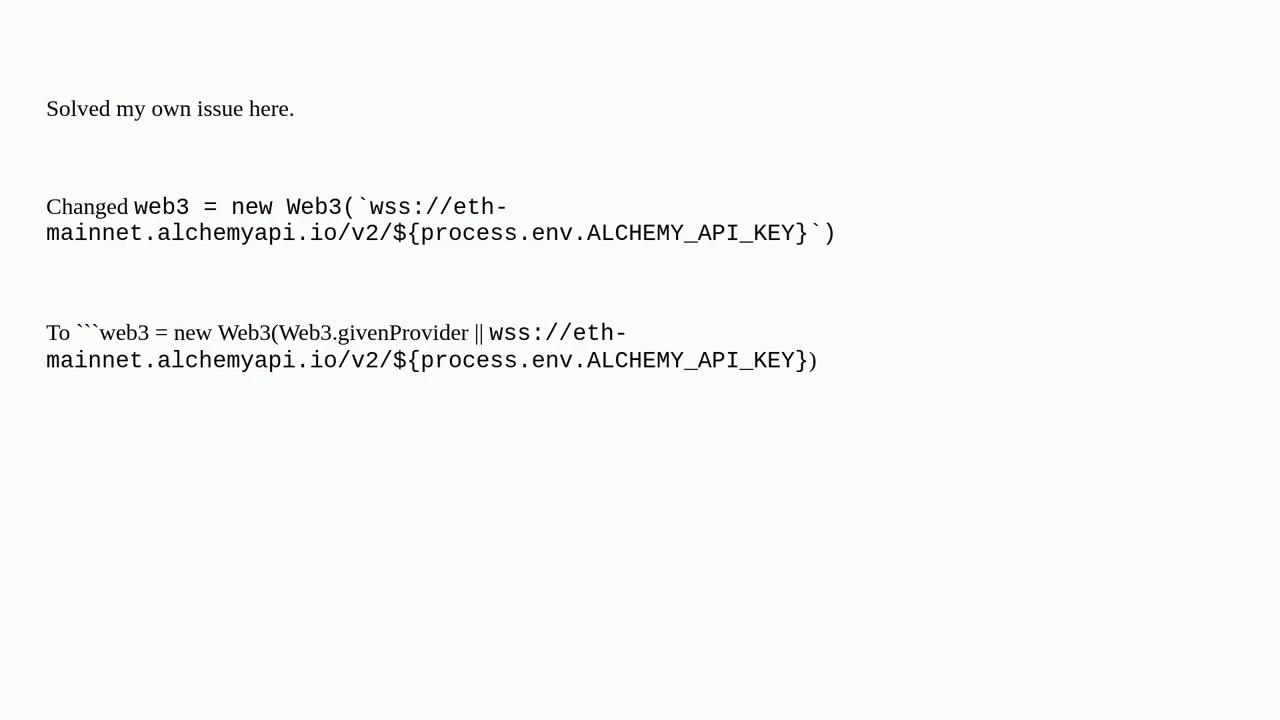 Solved my own issue here.
Changed web3 = new Web3(`wss://eth-
mainnet.alchemyapi.io/v2/${process.env.ALCHEMY_API_KEY}`)
To ```web3 = new Web3(Web3.givenProvider || wss://eth-
mainnet.alchemyapi.io/v2/${process.env.ALCHEMY_API_KEY})